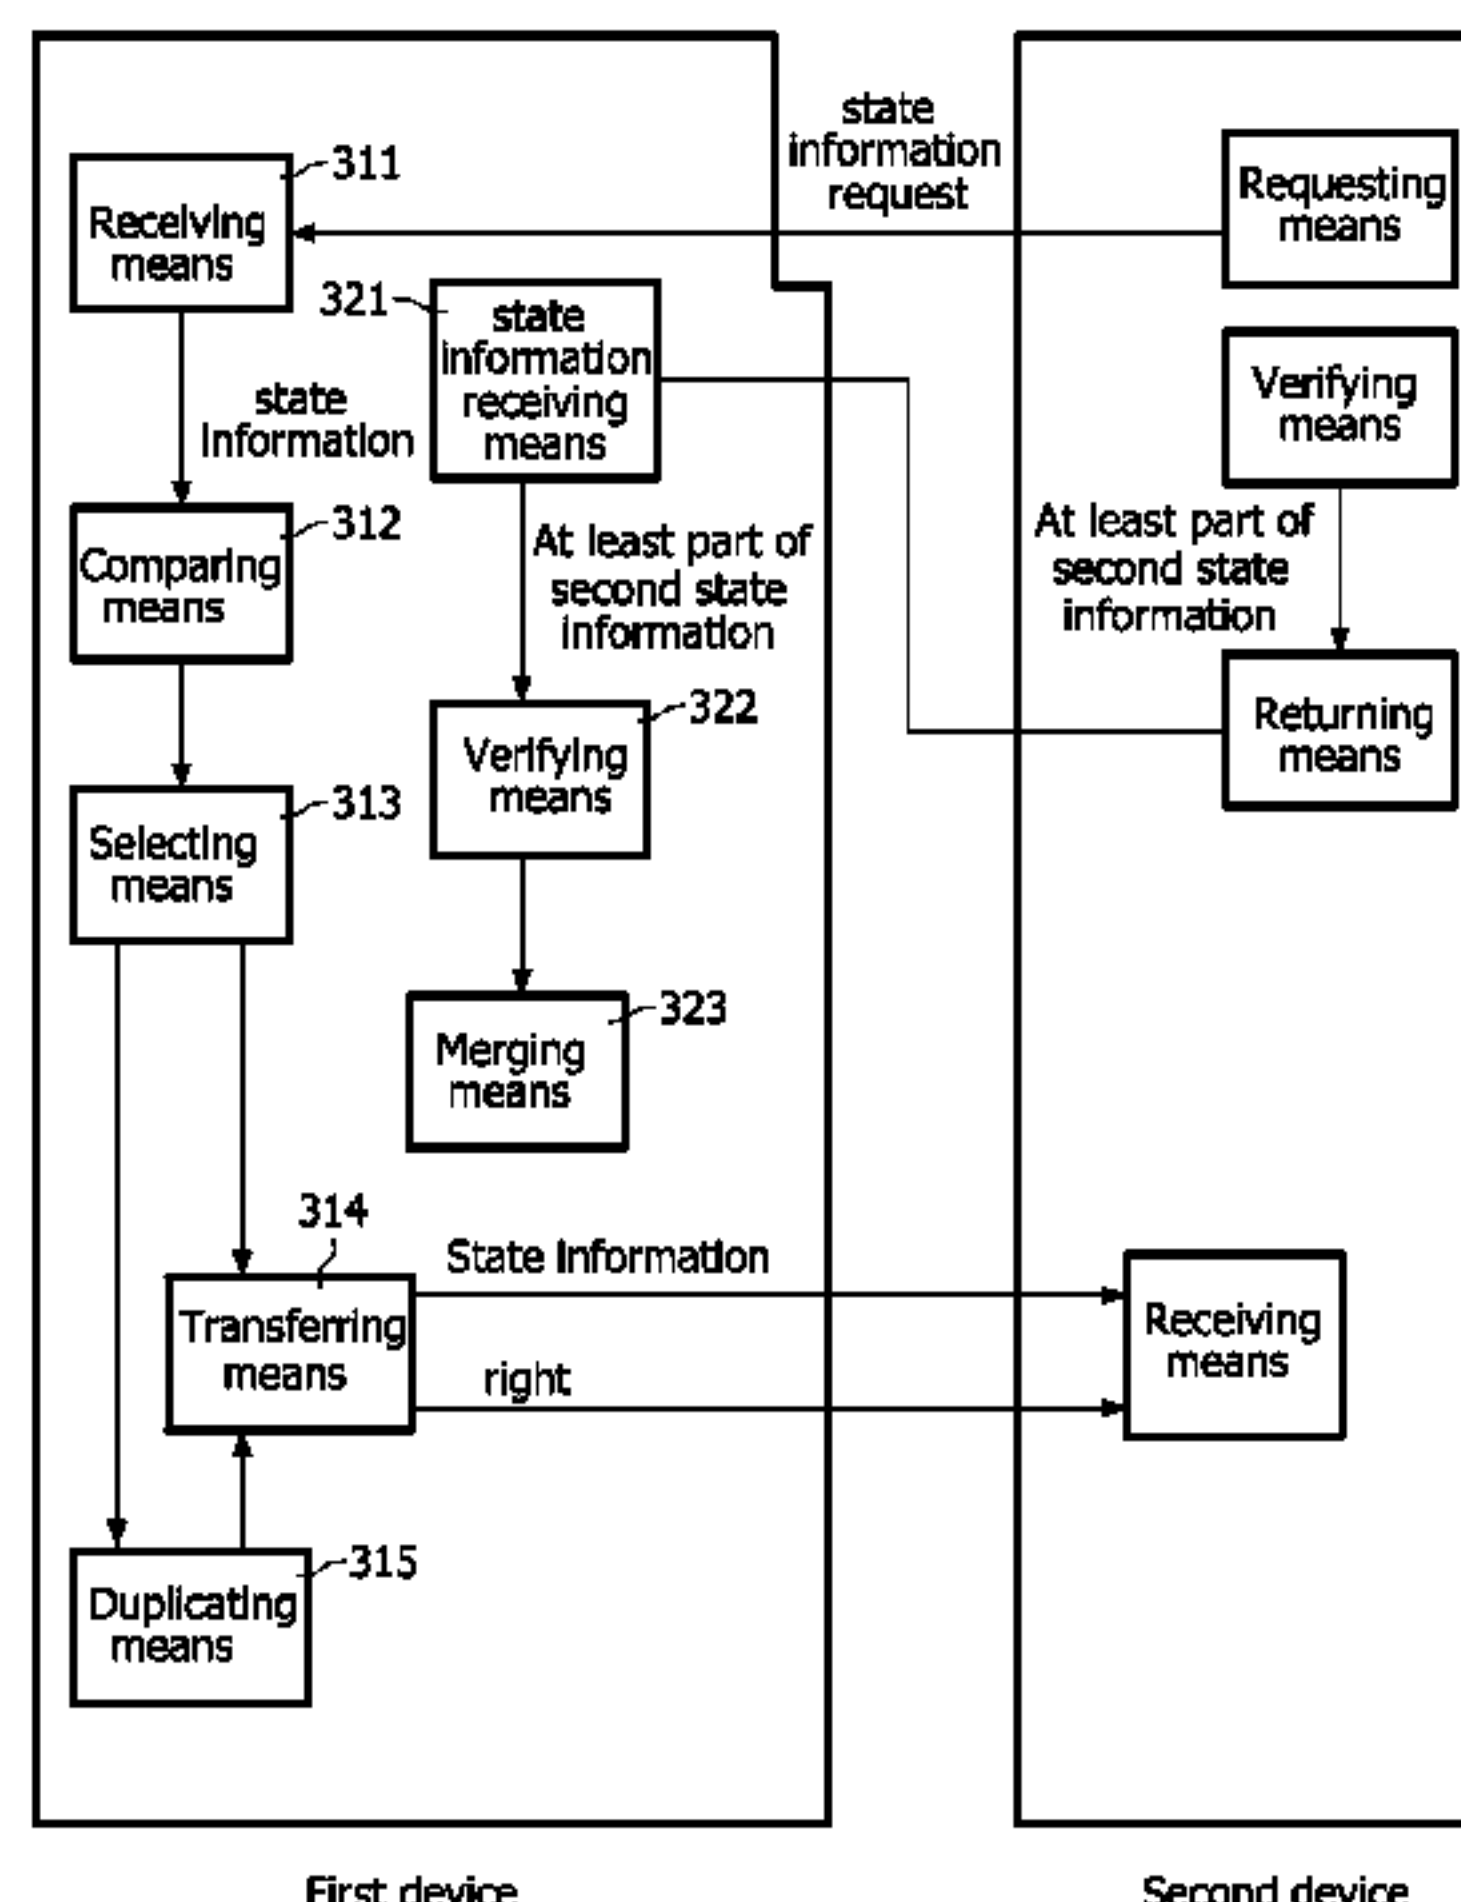 state
information
request
311
Receiving
means
Requesting
means
321
state
information
receiving
means
Verifying
means
state
Information
312
Comparing
means
At least part of
second state
information
At least part of
second state
information
322
Verifying
means
Returning
means
313
Selecting
means
323
Merging
means
314
State Information
Transferring
means
right
Receiving
means
315
Duplicating
means
First device
Second device